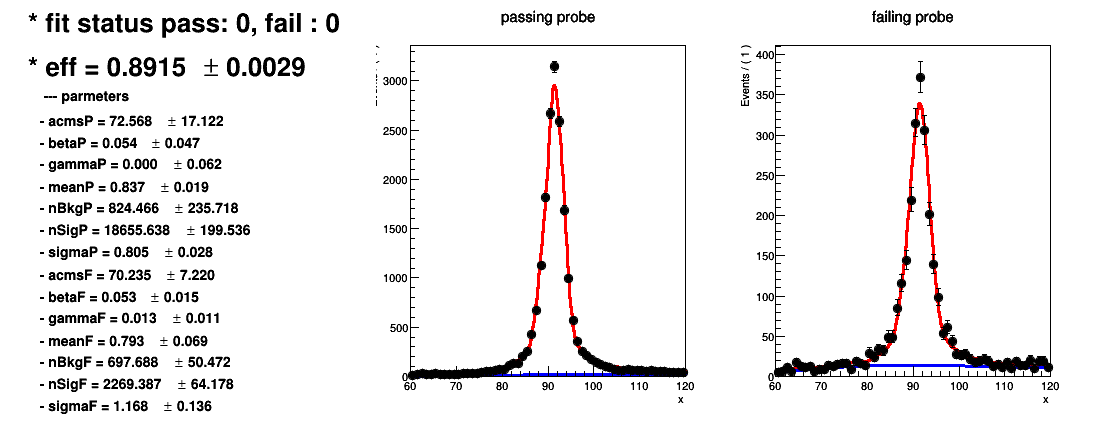 * fit status pass: 0, fail : 0
* eff = 0.8915 ± 0.0029
--- parmeters
- acmsP = 72.568 ± 17.122
- betaP = 0.054 ± 0.047
- gammaP = 0.000 ± 0.062
- meanP = 0.837 ± 0.019
- nBkgP = 824.466 ± 235.718
- nSigP = 18655.638 ± 199.536
- sigmaP = 0.805 ± 0.028
- acmsF = 70.235 ± 7.220
- betaF = 0.053 ± 0.015
- gammaF = 0.013 ± 0.011
- meanF = 0.793 ± 0.069
- nBkgF = 697.688 ± 50.472
- nSigF = 2269.387 ± 64.178
- sigmaF = 1.168 ± 0.136
passing probe
3000
2500
2000
1500
1000
500
0
60 70 80 90 100 110 120
x
failing probe
Events / ( 1 )
400
350
300
250
200
150
100
50
0
60 70 80 90 100 110 120
x